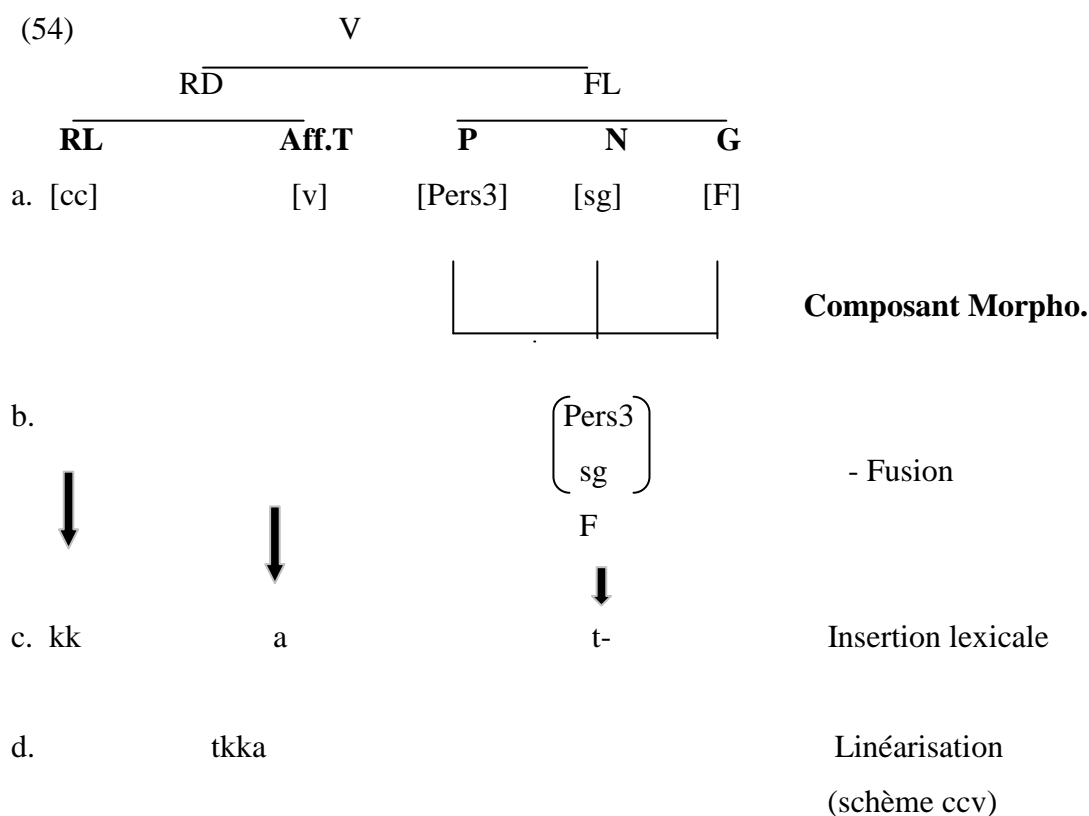 (54) V
RD FL
RL Aff.T P N G
a. [cc] [v] [Pers3] [sg] [F]
Composant Morpho.
b. Pers3
sg - Fusion
F
c. kk a t- Insertion lexicale
d. tkka Linéarisation
(schème ccv)